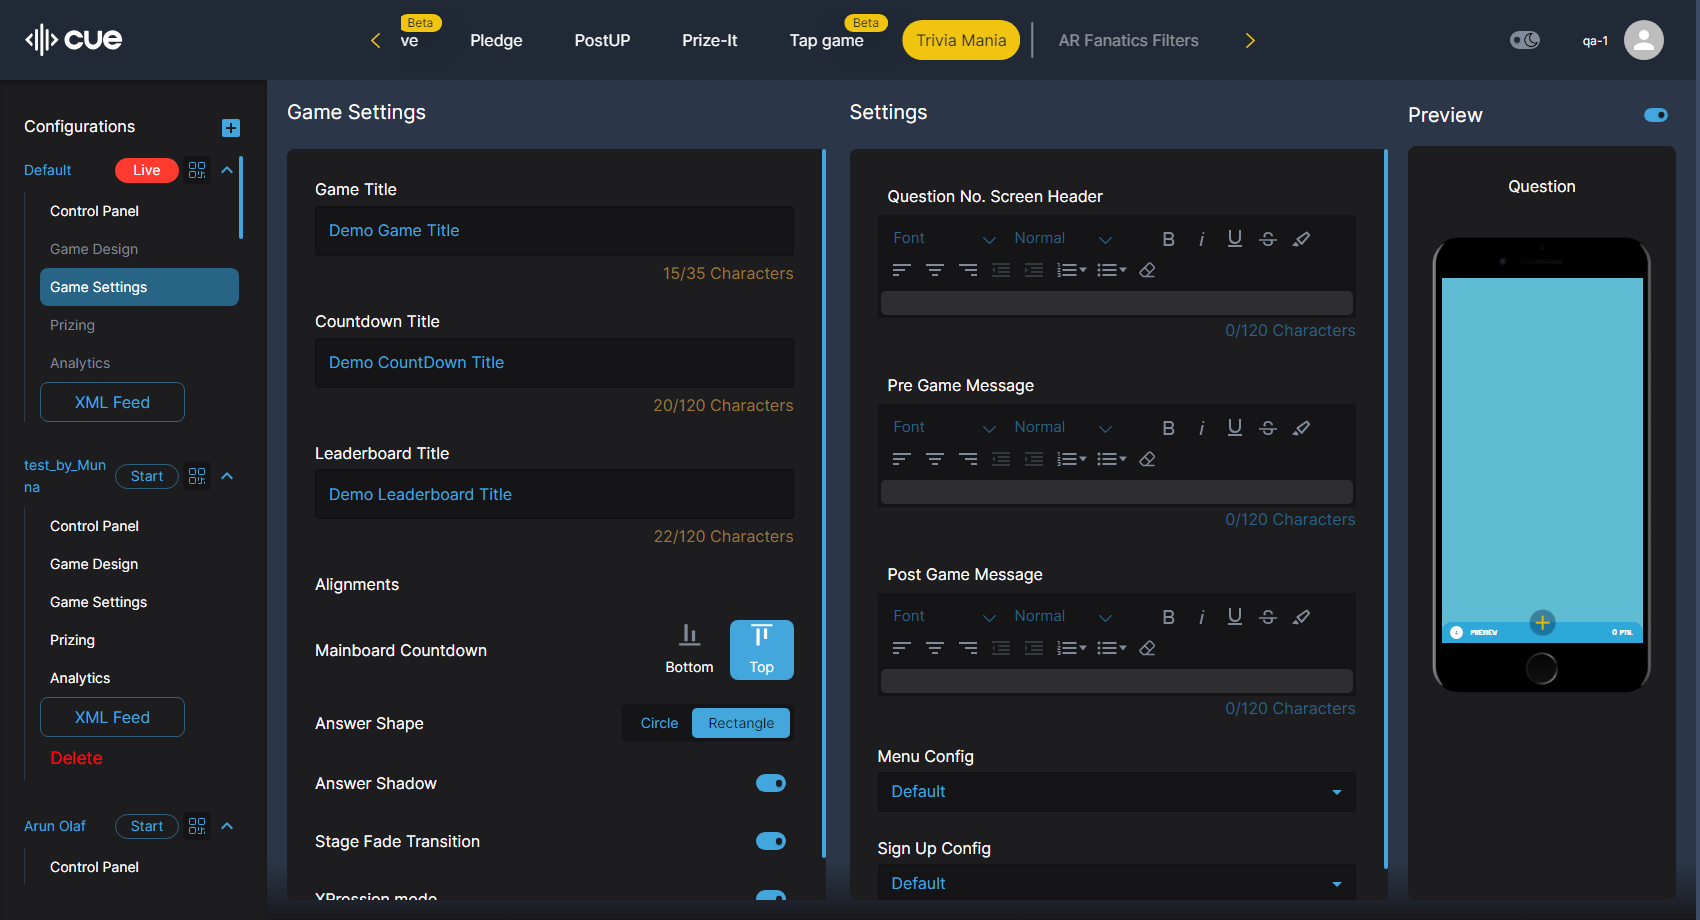 cue
Beta
ve
Pledge
PostUP
Prize-It
Beta
Tap game
Trivia Mania
AR Fanatics Filters
qa-1
Configurations
Default
Live
Control Panel
Game Design
Game Settings
Prizing
Analytics
XML Feed
test_by_Mun
na
Start
Control Panel
Game Design
Game Settings
Prizing
Analytics
XML Feed
Delete
Arun Olaf
Start
Control Panel
Game Settings
Game Title
Demo Game Title
15/35 Characters
Countdown Title
Demo CountDown Title
20/120 Characters
Leaderboard Title
Demo Leaderboard Title
22/120 Characters
Alignments
Mainboard Countdown
Bottom
Top
Answer Shape
Circle
Rectangle
Answer Shadow
Stage Fade Transition
XPression mode
Settings
Question No. Screen Header
Font
Normal
0/120 Characters
Pre Game Message
Font
Normal
0/120 Characters
Post Game Message
Font
Normal
0/120 Characters
Menu Config
Default
Sign Up Config
Default
Preview
Question
PREVIEW
0 PTS.